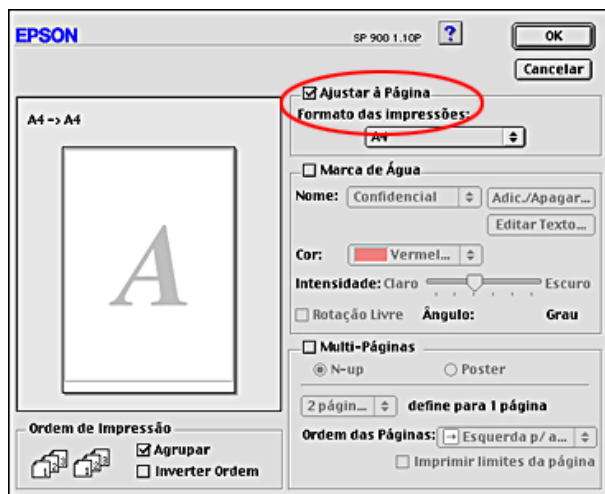 EPSON
SP 900 1.10P
?
OK
Cancelar
A4 -> A4
A
Ajustar à Página
Formato das impressões:
A4
Marca de Água
Nome: Confidencial Adic./Apagar...
Editar Texto...
Cor: Vermel...
Intensidade: Claro Escuro
Rotação Livre Ângulo: Grau
Multi-Páginas
N-up Poster
2 págin... define para 1 página
Ordem das Páginas: Esquerda p/ a...
Imprimir limites da página
Ordem de Impressão
Agrupar
Inverter Ordem